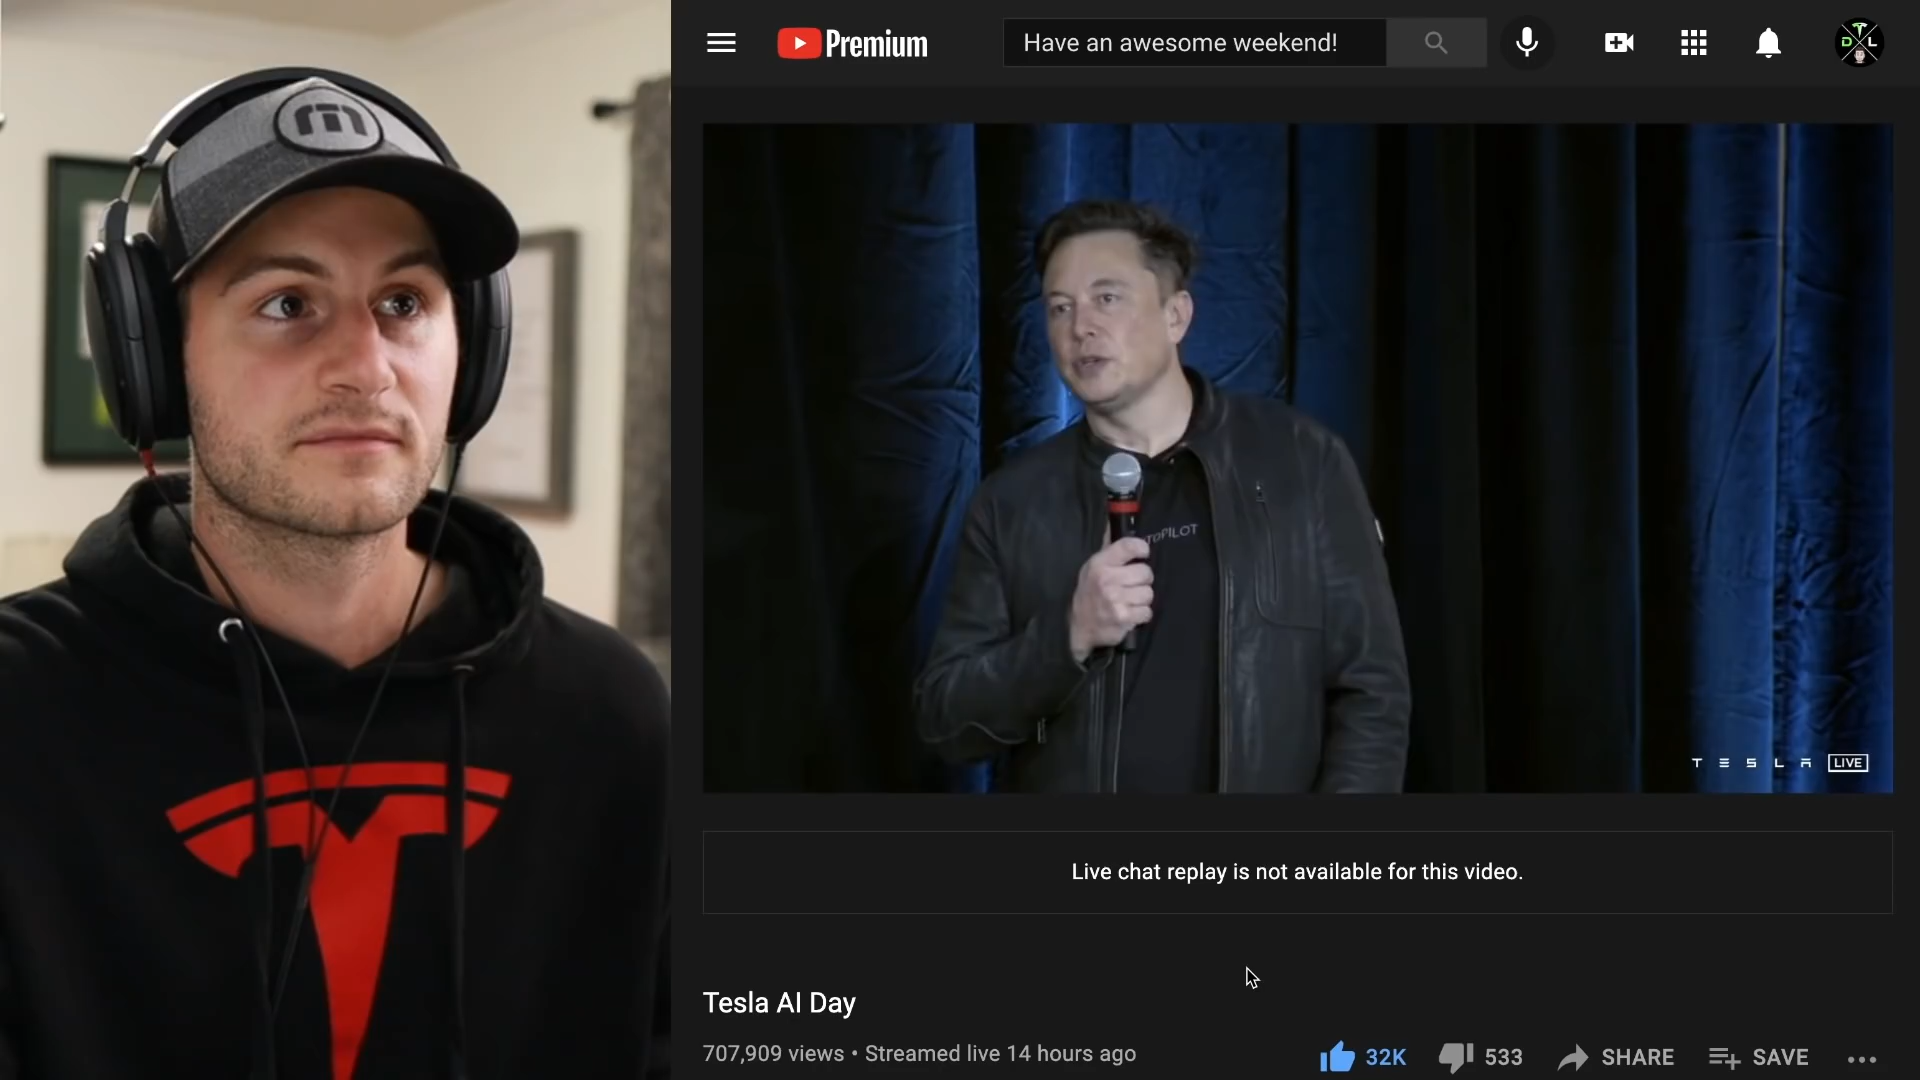 Premium
Have an awesome weekend!
D L
TOPILOT
TESLA LIVE
Live chat replay is not available for this video.
Tesla AI Day
707,909 views • Streamed live 14 hours ago
32K 533 SHARE SAVE